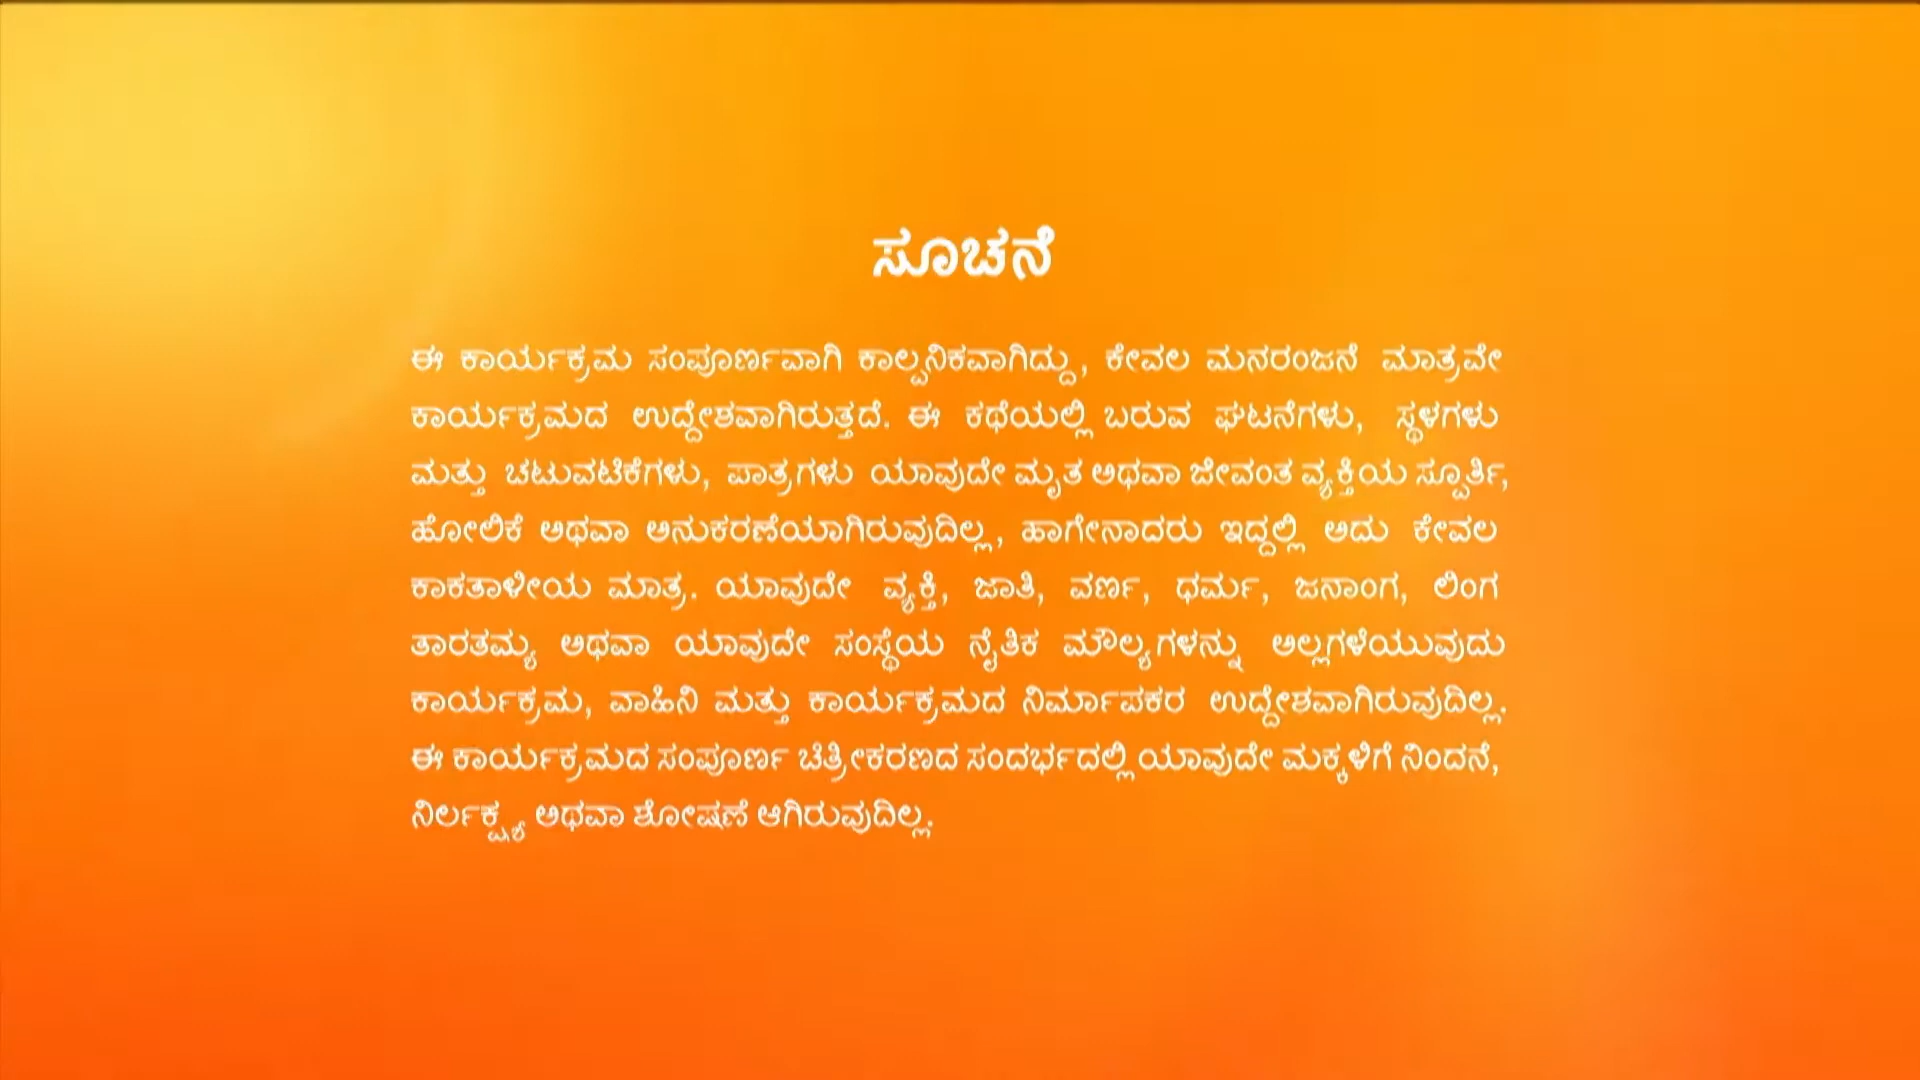 ಸೂಚನೆ
ಈ ಕಾರ್ಯಕ್ರಮ ಸಂಪೂರ್ಣವಾಗಿ ಕಾಲ್ಪನಿಕವಾಗಿದ್ದು, ಕೇವಲ ಮನರಂಜನೆ ಮಾತ್ರವೇ
ಕಾರ್ಯಕ್ರಮದ ಉದ್ದೇಶವಾಗಿರುತ್ತದೆ. ಈ ಕಥೆಯಲ್ಲಿ ಬರುವ ಘಟನೆಗಳು, ಸ್ಥಳಗಳು
ಮತ್ತು ಚಟುವಟಿಕೆಗಳು, ಪಾತ್ರಗಳು ಯಾವುದೇ ಮೃತ ಅಥವಾ ಜೀವಂತ ವ್ಯಕ್ತಿಯ ಸ್ಪೂರ್ತಿ,
ಹೋಲಿಕೆ ಅಥವಾ ಅನುಕರಣೆಯಾಗಿರುವುದಿಲ್ಲ, ಹಾಗೇನಾದರು ಇದ್ದಲ್ಲಿ ಅದು ಕೇವಲ
ಕಾಕತಾಳೀಯ ಮಾತ್ರ. ಯಾವುದೇ ವ್ಯಕ್ತಿ, ಜಾತಿ, ವರ್ಣ, ಧರ್ಮ, ಜನಾಂಗ, ಲಿಂಗ
ತಾರತಮ್ಯ ಅಥವಾ ಯಾವುದೇ ಸಂಸ್ಥೆಯ ನೈತಿಕ ಮೌಲ್ಯಗಳನ್ನು ಅಲ್ಲಗಳೆಯುವುದು
ಕಾರ್ಯಕ್ರಮ, ವಾಹಿನಿ ಮತ್ತು ಕಾರ್ಯಕ್ರಮದ ನಿರ್ಮಾಪಕರ ಉದ್ದೇಶವಾಗಿರುವುದಿಲ್ಲ.
ಈ ಕಾರ್ಯಕ್ರಮದ ಸಂಪೂರ್ಣ ಚಿತ್ರೀಕರಣದ ಸಂದರ್ಭದಲ್ಲಿ ಯಾವುದೇ ಮಕ್ಕಳಿಗೆ ನಿಂದನೆ,
ನಿರ್ಲಕ್ಷ್ಯ ಅಥವಾ ಶೋಷಣೆ ಆಗಿರುವುದಿಲ್ಲ.